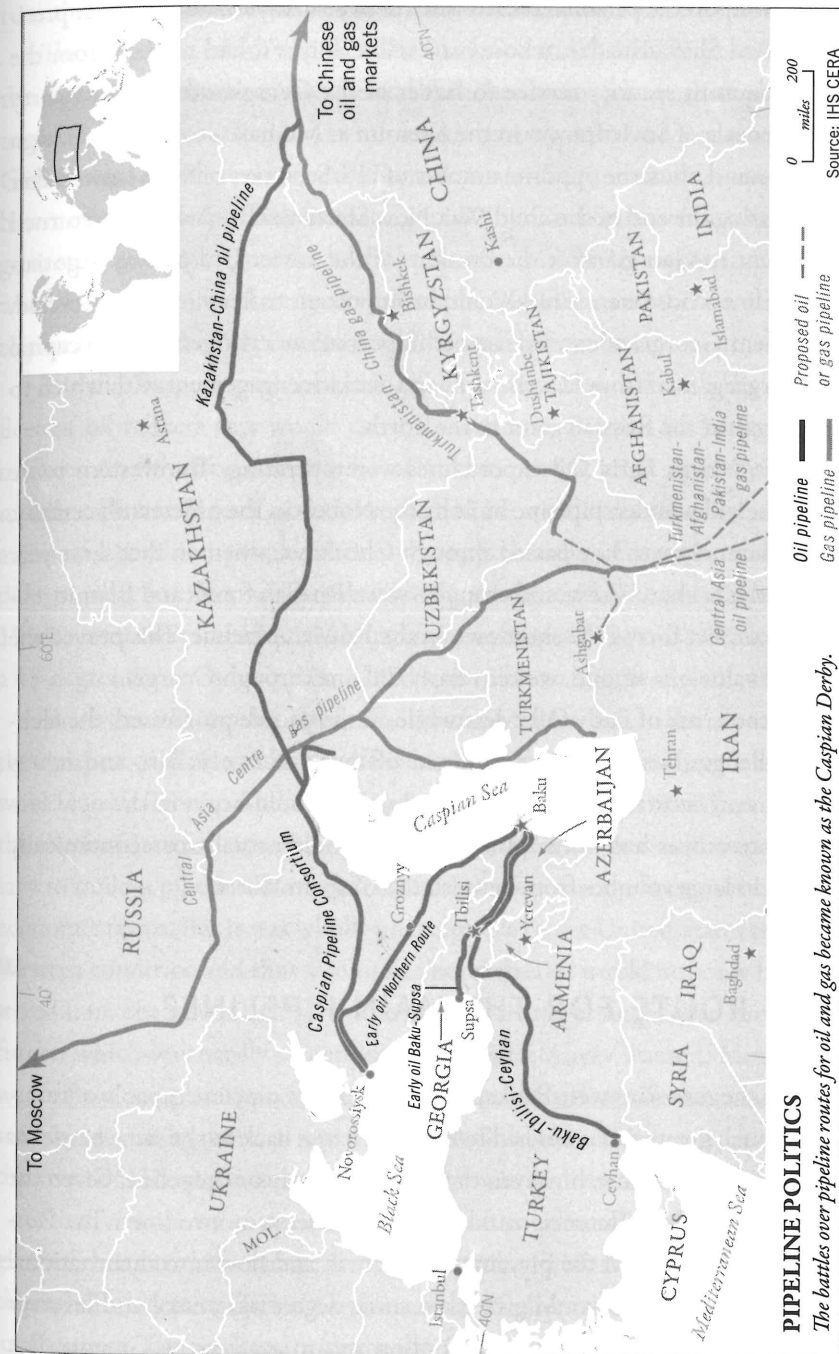 To Moscow
40°
60°E
RUSSIA
KAZAKHSTAN
Astana
Kazakhstan-China oil pipeline
To Chinese
oil and gas
markets
40°N
UKRAINE
MOL.
Central
Asia
Centre
gas pipeline
Caspian Pipeline Consortium
Novorossiysk
Early oil Northern Route
Groznyy
Early oil Baku-Supsa
GEORGIA
Supsa
Tbilisi
Black Sea
Istanbul
40°N
TURKEY
Baku-Tbilisi-Ceyhan
Ceyhan
ARMENIA
Yerevan
AZERBAIJAN
Baku
Caspian Sea
UZBEKISTAN
TURKMENISTAN
Ashgabat
Turkmenistan-China gas pipeline
Tashkent
Bishkek
KYRGYZSTAN
CHINA
Kashi
Dushanbe
TAJIKISTAN
AFGHANISTAN
Kabul
PAKISTAN
Islamabad
INDIA
Turkmenistan-
Afghanistan-
Pakistan-India
gas pipeline
Central Asia
oil pipeline
Tehran
IRAN
IRAQ
Baghdad
SYRIA
CYPRUS
Mediterranean Sea
PIPELINE POLITICS
The battles over pipeline routes for oil and gas became known as the Caspian Derby.
Oil pipeline
Gas pipeline
Proposed oil
or gas pipeline
0 miles 200
Source: IHS CERA